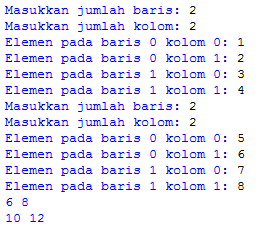 Masukkan jumlah baris: 2
Masukkan jumlah kolom: 2
Elemen pada baris 0 kolom 0: 1
Elemen pada baris 0 kolom 1: 2
Elemen pada baris 1 kolom 0: 3
Elemen pada baris 1 kolom 1: 4
Masukkan jumlah baris: 2
Masukkan jumlah kolom: 2
Elemen pada baris 0 kolom 0: 5
Elemen pada baris 0 kolom 1: 6
Elemen pada baris 1 kolom 0: 7
Elemen pada baris 1 kolom 1: 8
6 8
10 12